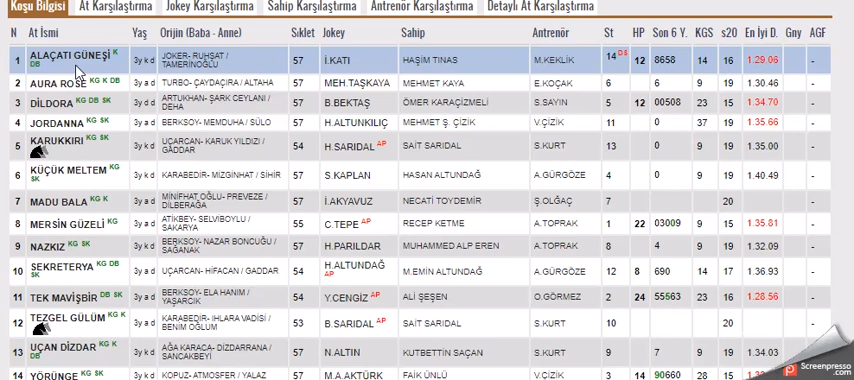 Koşu Bilgisi At Karşılaştırma Jokey Karşılaştırma Sahip Karşılaştırma Antrenör Karşılaştırma Detaylı At Karşılaştırma
N At İsmi Yaş Orijin (Baba - Anne) Sıklet Jokey Sahip Antrenör St HP Son 6 Y. KGS s20 En İyi D. Gny AGF
1 ALAÇATI GÜNEŞİ K DB 3y k d JOKER- RUHŞAT / TAMERİNOĞLU 57 İ.KATI HAŞİM TINAS M.KEKLİK 14 DS 12 8658 14 16 1.29.06 -
2 AURA ROSE KG K DB 3y a d TURBO- ÇAYDAÇIRA / ALTAHA 57 MEH.TAŞKAYA MEHMET KAYA E.KOÇAK 6 6 9 19 1.30.46 -
3 DİLDORA KG DB SK 3y a d ARTUKHAN- ŞARK CEYLANI / DEHA 57 B.BEKTAŞ ÖMER KARAÇİZMELİ S.SAYIN 5 12 00508 23 15 1.34.70 -
4 JORDANNA KG SK 3y a d BERKSOY- MEMDUHA / SÜLO 57 H.ALTUNKILIÇ MEHMET Ş. ÇİZİK V.ÇİZİK 11 0 37 19 1.35.66 -
5 KARUKKIRI KG SK 3y k d UÇARCAN- KARUK YILDIZI / GADDAR 54 H.SARIDAL AP SAİT SARIDAL S.KURT 13 0 9 19 1.35.00 -
6 KÜÇÜK MELTEM KG SK 3y k d KARABEDİR- MİZGİNHAT / SİHİR 57 S.KAPLAN HASAN ALTUNDAĞ A.GÜRGÖZE 4 0 9 19 1.40.49 -
7 MADU BALA KG K 3y a d MİNİFHATOĞLU- PREVEZE / DİLBERAĞA 57 İ.AKYAVUZ NECATİ TOYDEMİR Ş.OLĞAÇ 7 20 -
8 MERSİN GÜZELİ KG 3y a d ATİKBEY- SELVİBOYLU / SAKARYA 55 C.TEPE AP RECEP KETME A.TOPRAK 1 22 03009 9 15 1.35.81 -
9 NAZKIZ KG SK 3y k d BERKSOY- NAZAR BONCUĞU / SAĞANAK 57 H.PARILDAR MUHAMMED ALP EREN A.TOPRAK 8 4 9 19 1.32.09 -
10 SEKRETERYA KG DB SK 3y a d UÇARCAN- HİFACAN / GADDAR 54 H.ALTUNDAĞ AP M.EMİN ALTUNDAĞ A.GÜRGÖZE 12 8 690 14 17 1.36.93 -
11 TEK MAVİŞBİR DB SK 3y a d BERKSOY- ELA HANIM / YAŞARCIK 54 Y.CENGİZ AP ALİ ŞEŞEN O.GÖRMEZ 2 24 55563 23 16 1.28.56 -
12 TEZGEL GÜLÜM KG K 3y a d KARABEDİR- IHLARA VADİSİ / BENİM OĞLUM 53 B.SARIDAL AP SAİT SARIDAL S.KURT 10 20 -
13 UÇAN DİZDAR KG K DB 3y k d AĞA KARACA- DİZDARRANA / SANCAKBEYİ 57 N.ALTIN KUTBETTİN SAÇAN S.KURT 9 7 9 19 1.34.03 -
14 YÖRÜNGE KG SK 3y k d KOPUZ- ATMOSFER / YALAZ 57 M.A.AKTÜRK FAİK ÜNLÜ V.ÇİZİK 3 14 90660 28 15
Screenpresso
.com